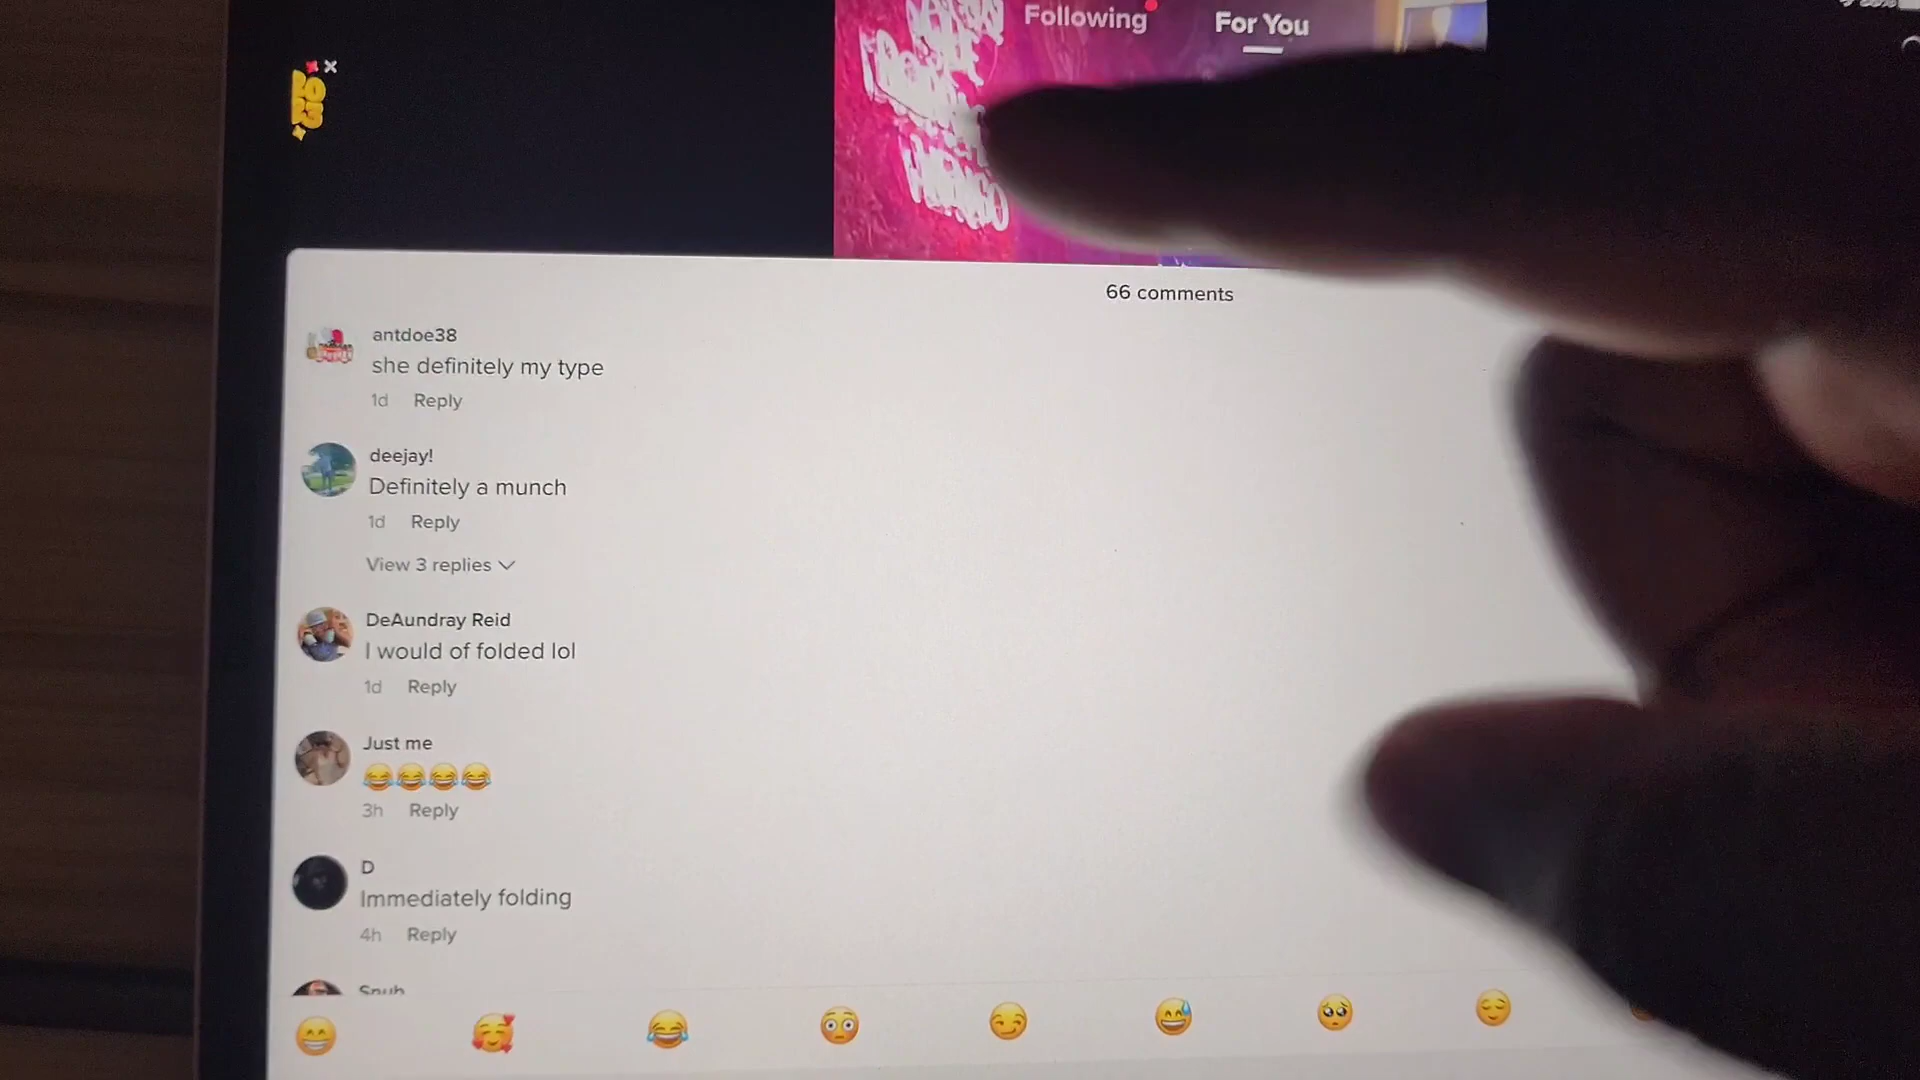 Following
For You
2023
66 comments
antdoe38
she definitely my type
1d Reply
deejay!
Definitely a munch
1d Reply
View 3 replies
DeAundray Reid
I would of folded lol
1d Reply
Just me
😂😂😂😂
3h Reply
D
Immediately folding
4h Reply